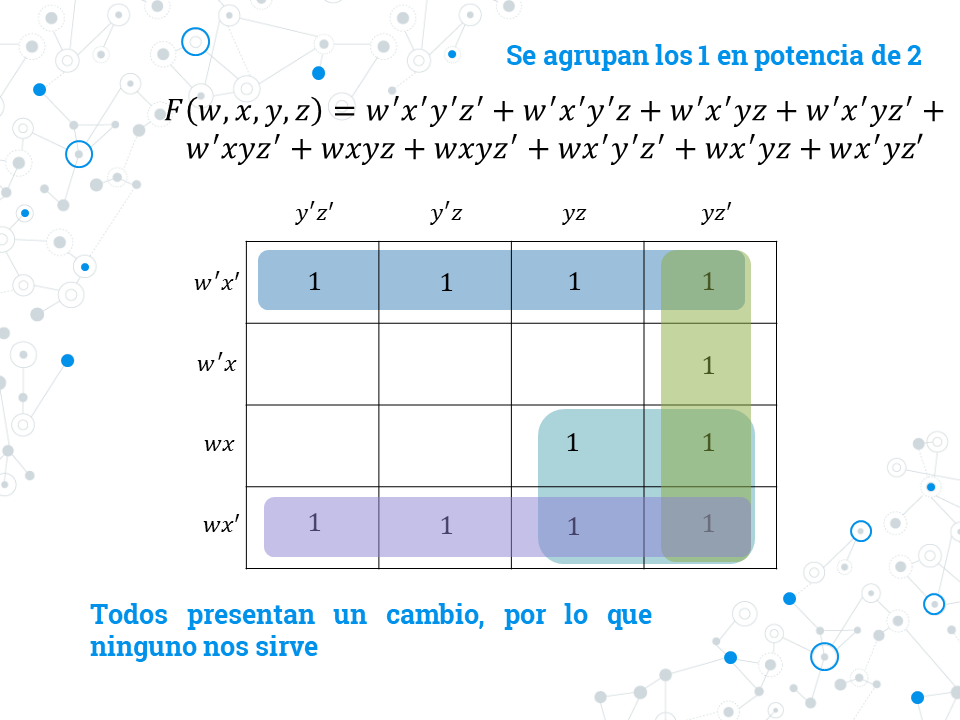 Se agrupan los 1 en potencia de 2
F(w, x, y, z) = w′x′y′z′ + w′x′y′z + w′x′yz + w′x′yz′ +
w′xyz′ + wxyz + wxyz′ + wx′y′z′ + wx′yz + wx′yz′
y′z′ y′z yz yz′
w′x′ 1 1 1 1
w′x 1
wx 1 1
wx′ 1 1 1 1
Todos presentan un cambio, por lo que
ninguno nos sirve